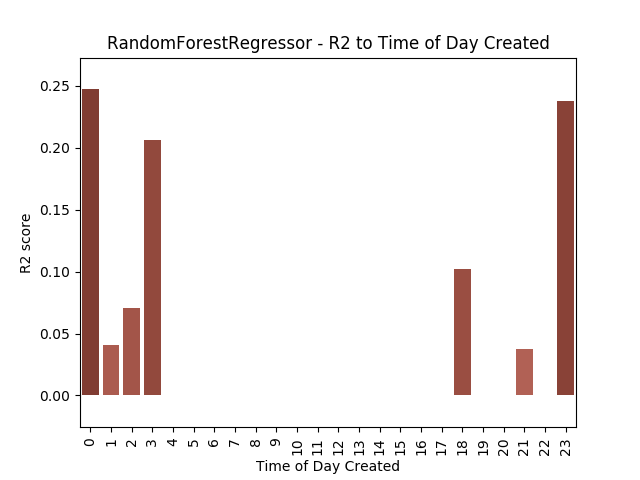 RandomForestRegressor - R2 to Time of Day Created
R2 score
0.25
0.20
0.15
0.10
0.05
0.00
0 1 2 3 4 5 6 7 8 9 10 11 12 13 14 15 16 17 18 19 20 21 22 23
Time of Day Created